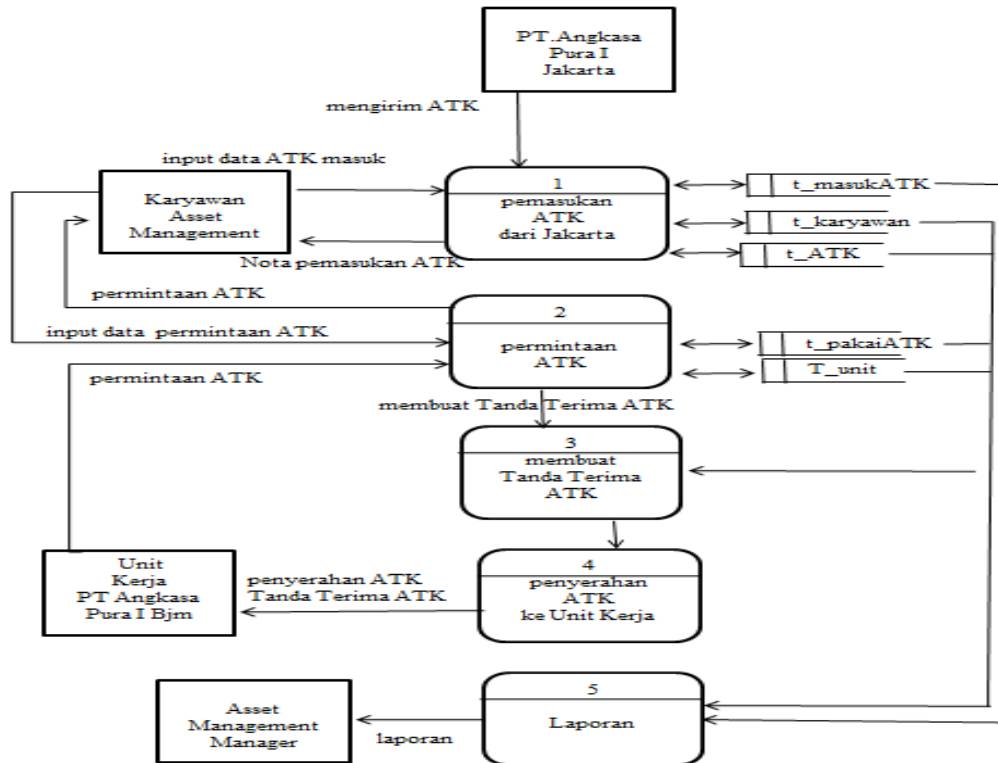 PT.Angkasa
Pura I
Jakarta
mengirim ATK
input data ATK masuk
Karyawan
Asset
Management
1
pemasukan
ATK
dari Jakarta
t_masukATK
t_karyawan
t_ATK
Nota pemasukan ATK
permintaan ATK
input data permintaan ATK
permintaan ATK
2
permintaan
ATK
t_pakaiATK
T_unit
membuat Tanda Terima ATK
3
membuat
Tanda Terima
ATK
Unit
Kerja
PT Angkasa
Pura I Bjm
penyerahan ATK
Tanda Terima ATK
4
penyerahan
ATK
ke Unit Kerja
Asset
Management
Manager
laporan
5
Laporan